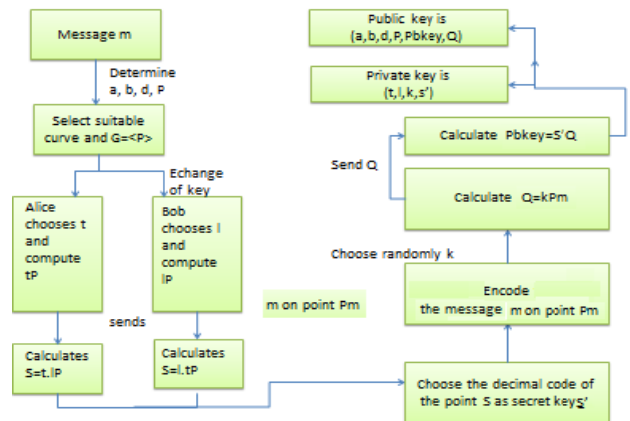 Message m
Determine
a, b, d, P
Select suitable
curve and G=<P>
Echange
of key
Alice
chooses t
and
compute
tP
Bob
chooses l
and
compute
lP
sends
Calculates
S=t.lP
Calculates
S=l.tP
m on point Pm
Public key is
(a,b,d,P,Pbkey,Q)
Private key is
(t,l,k,s’)
Calculate Pbkey=S’Q
Send Q
Calculate Q=kPm
Choose randomly k
Encode
the message m on point Pm
Choose the decimal code of
the point S as secret key S’